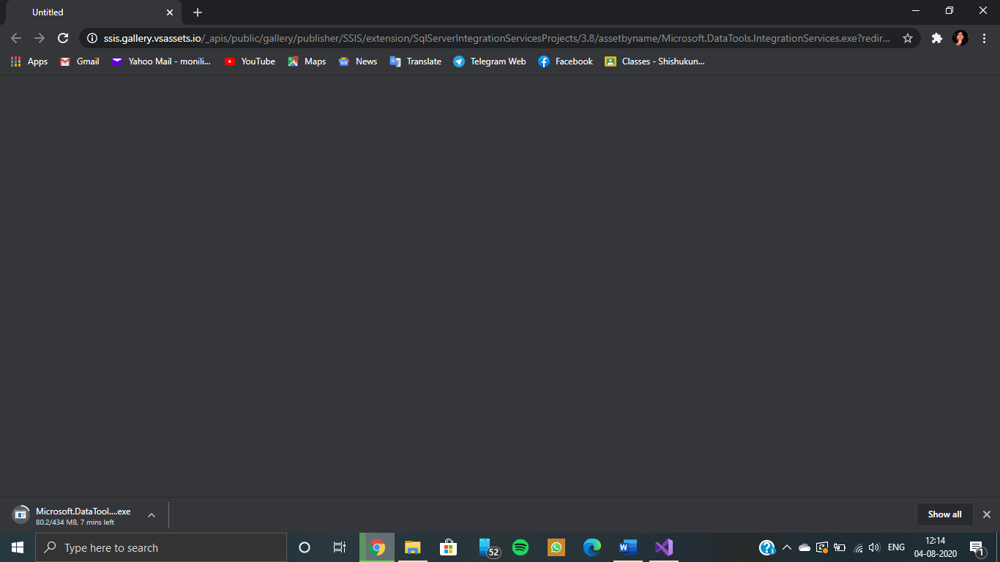 Untitled
ssis.gallery.vsassets.io/_apis/public/gallery/publisher/SSIS/extension/SqlServerIntegrationServicesProjects/3.8/assetbyname/Microsoft.DataTools.IntegrationServices.exe?redir...
Apps Gmail Yahoo Mail - monili... YouTube Maps News Translate Telegram Web Facebook Classes - Shishukun...
Microsoft.DataTool....exe
80.2/434 MB, 7 mins left
Show all
Type here to search
52
ENG
12:14
04-08-2020
1